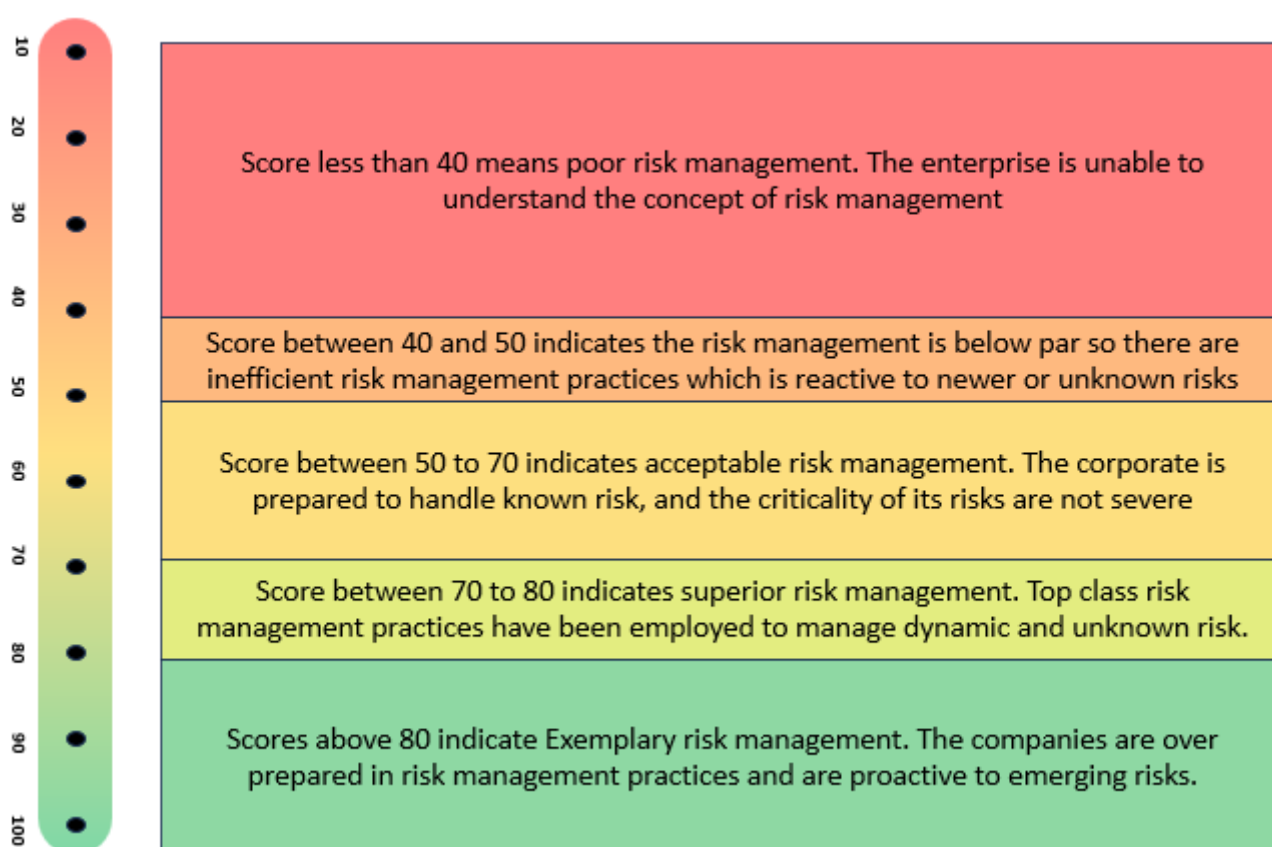 10
20
30
40
50
60
70
80
90
100
Score less than 40 means poor risk management. The enterprise is unable to
understand the concept of risk management
Score between 40 and 50 indicates the risk management is below par so there are
inefficient risk management practices which is reactive to newer or unknown risks
Score between 50 to 70 indicates acceptable risk management. The corporate is
prepared to handle known risk, and the criticality of its risks are not severe
Score between 70 to 80 indicates superior risk management. Top class risk
management practices have been employed to manage dynamic and unknown risk.
Scores above 80 indicate Exemplary risk management. The companies are over
prepared in risk management practices and are proactive to emerging risks.